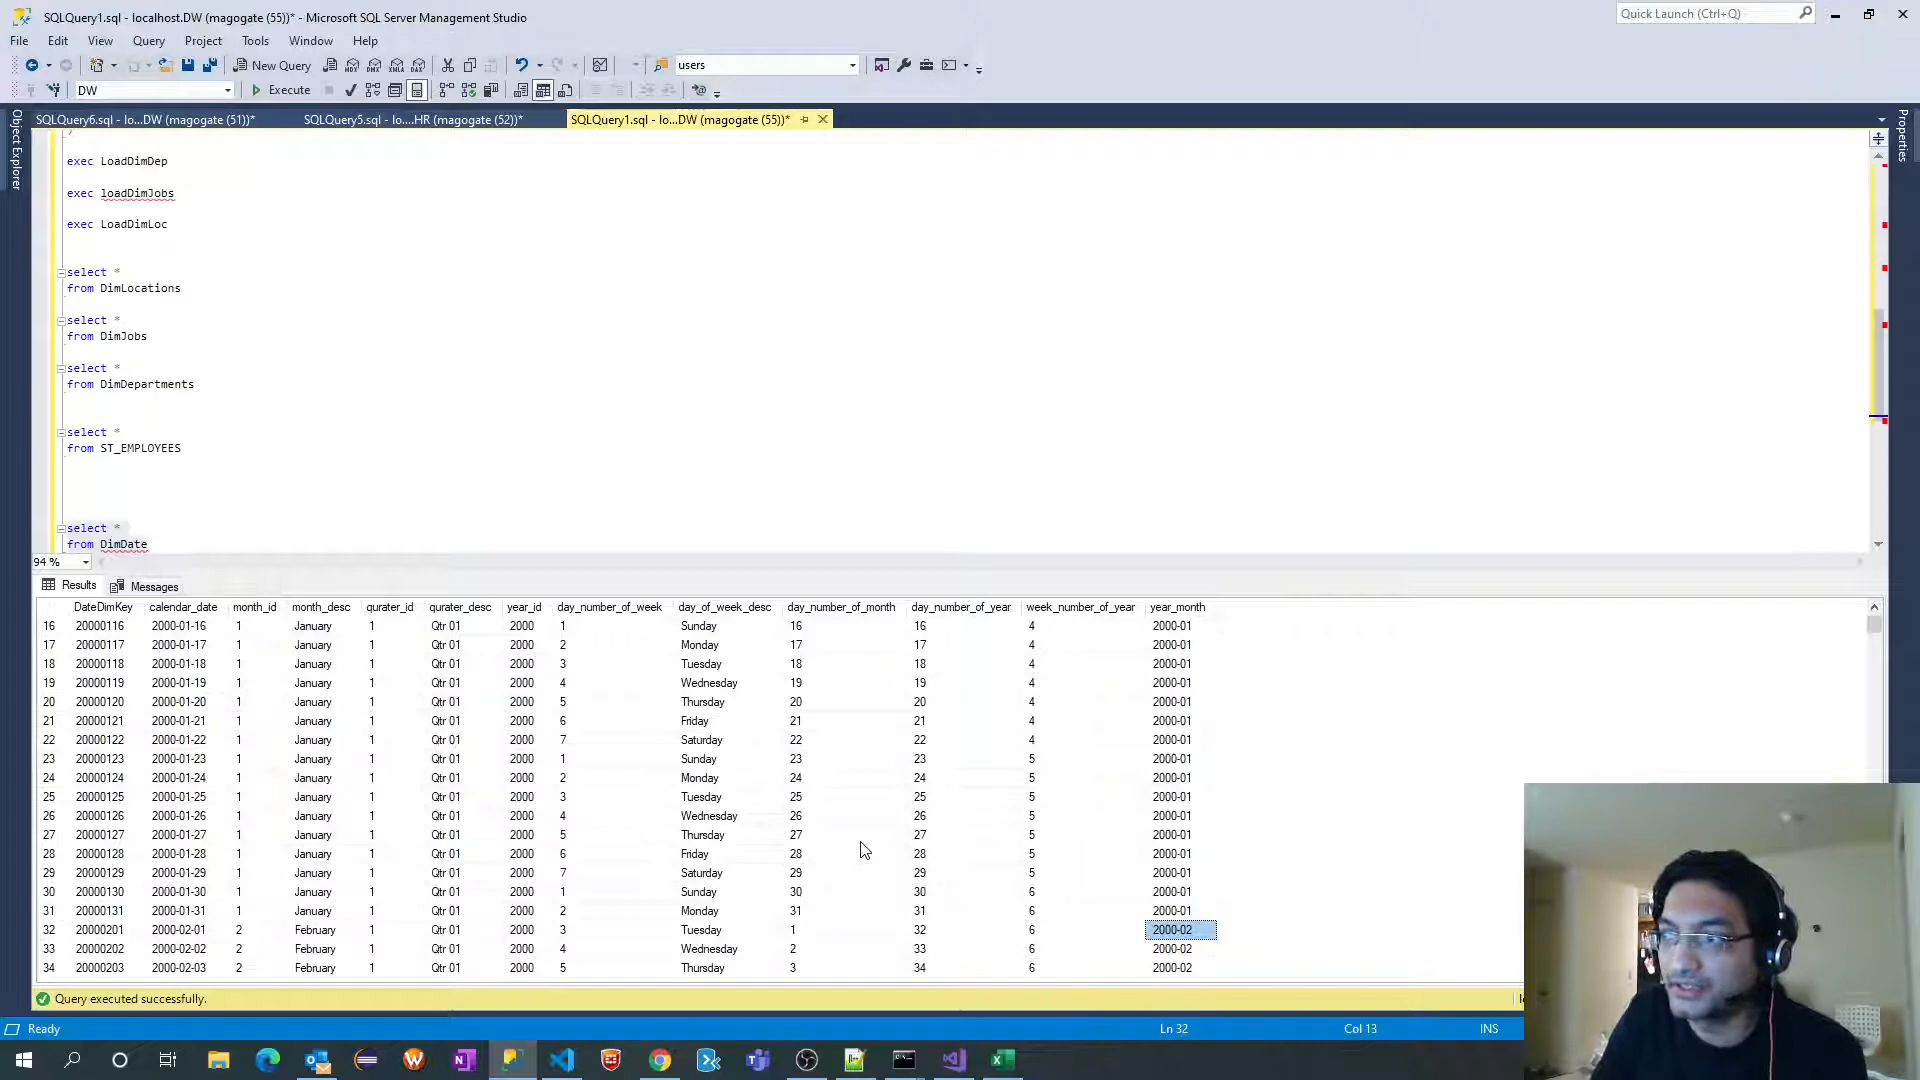 SQLQuery1.sql - localhost.DW (magogate (55))* - Microsoft SQL Server Management Studio
Quick Launch (Ctrl+Q)
File Edit View Query Project Tools Window Help
New Query
MDX DMX XMLA DAX
users
DW
Execute
SQLQuery6.sql - lo...DW (magogate (51))*
SQLQuery5.sql - lo....HR (magogate (52))*
SQLQuery1.sql - lo...DW (magogate (55))*
Object Explorer
Properties
exec LoadDimDep
exec loadDimJobs
exec LoadDimLoc
select *
from DimLocations
select *
from DimJobs
select *
from DimDepartments
select *
from ST_EMPLOYEES
select *
from DimDate
94 %
Results Messages
DateDimKey calendar_date month_id month_desc qurater_id qurater_desc year_id day_number_of_week day_of_week_desc day_number_of_month day_number_of_year week_number_of_year year_month
16 20000116 2000-01-16 1 January 1 Qtr 01 2000 1 Sunday 16 16 4 2000-01
17 20000117 2000-01-17 1 January 1 Qtr 01 2000 2 Monday 17 17 4 2000-01
18 20000118 2000-01-18 1 January 1 Qtr 01 2000 3 Tuesday 18 18 4 2000-01
19 20000119 2000-01-19 1 January 1 Qtr 01 2000 4 Wednesday 19 19 4 2000-01
20 20000120 2000-01-20 1 January 1 Qtr 01 2000 5 Thursday 20 20 4 2000-01
21 20000121 2000-01-21 1 January 1 Qtr 01 2000 6 Friday 21 21 4 2000-01
22 20000122 2000-01-22 1 January 1 Qtr 01 2000 7 Saturday 22 22 4 2000-01
23 20000123 2000-01-23 1 January 1 Qtr 01 2000 1 Sunday 23 23 5 2000-01
24 20000124 2000-01-24 1 January 1 Qtr 01 2000 2 Monday 24 24 5 2000-01
25 20000125 2000-01-25 1 January 1 Qtr 01 2000 3 Tuesday 25 25 5 2000-01
26 20000126 2000-01-26 1 January 1 Qtr 01 2000 4 Wednesday 26 26 5 2000-01
27 20000127 2000-01-27 1 January 1 Qtr 01 2000 5 Thursday 27 27 5 2000-01
28 20000128 2000-01-28 1 January 1 Qtr 01 2000 6 Friday 28 28 5 2000-01
29 20000129 2000-01-29 1 January 1 Qtr 01 2000 7 Saturday 29 29 5 2000-01
30 20000130 2000-01-30 1 January 1 Qtr 01 2000 1 Sunday 30 30 6 2000-01
31 20000131 2000-01-31 1 January 1 Qtr 01 2000 2 Monday 31 31 6 2000-01
32 20000201 2000-02-01 2 February 1 Qtr 01 2000 3 Tuesday 1 32 6 2000-02
33 20000202 2000-02-02 2 February 1 Qtr 01 2000 4 Wednesday 2 33 6 2000-02
34 20000203 2000-02-03 2 February 1 Qtr 01 2000 5 Thursday 3 34 6 2000-02
Query executed successfully.
Ready
Ln 32
Col 13
INS